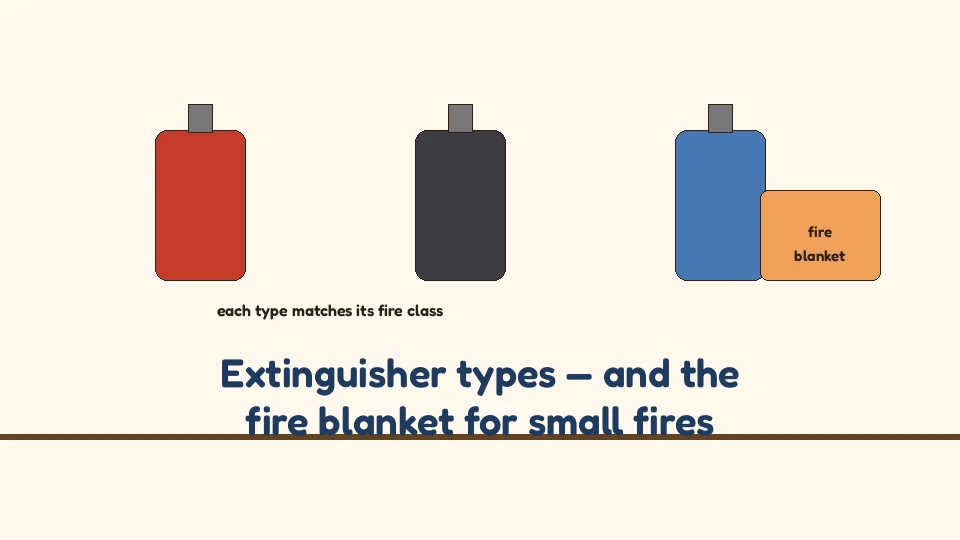 fire
blanket
each type matches its fire class
Extinguisher types — and the
fire blanket for small fires